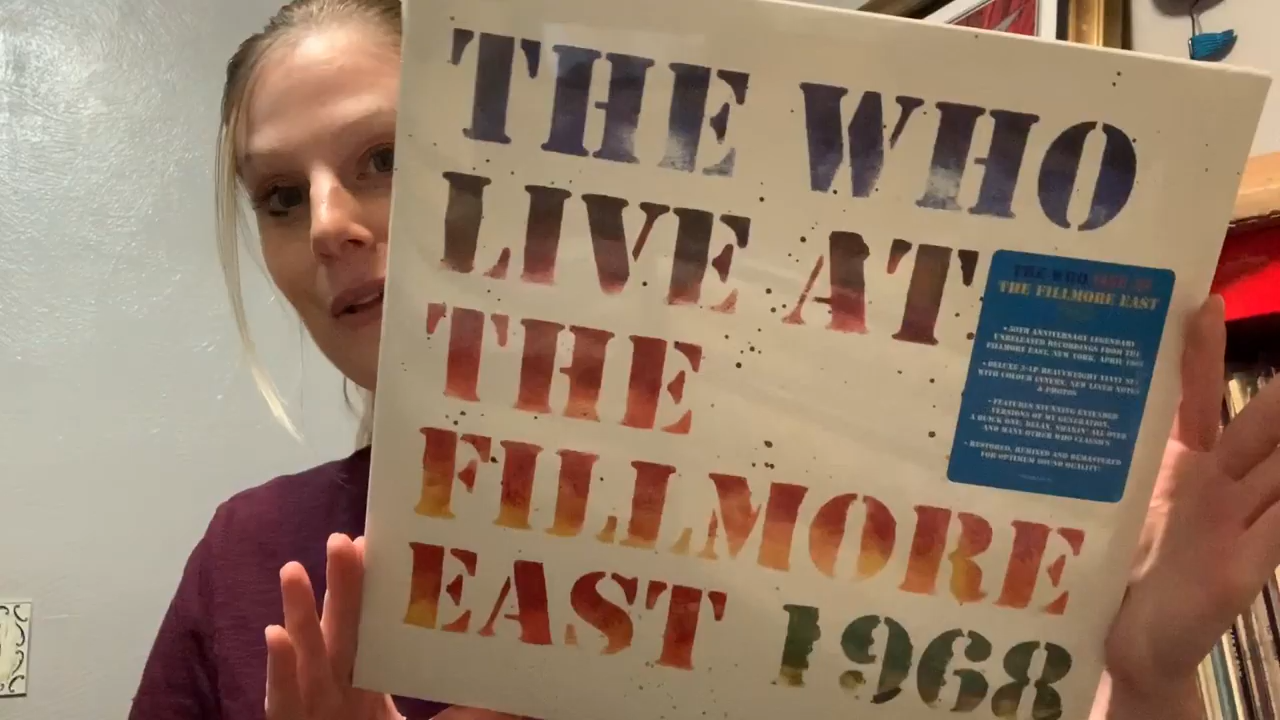 THE WHO
LIVE AT
THE
FILLMORE
EAST 1968
THE WHO LIVE AT
THE FILLMORE EAST
• 50TH ANNIVERSARY LEGENDARY
UNRELEASED RECORDINGS FROM THE
FILLMORE EAST, NEW YORK, APRIL 1968
• DELUXE 3-LP HEAVYWEIGHT VINYL SET
WITH COLOUR INNERS, NEW LINER NOTES
& PHOTOS
• FEATURES STUNNING EXTENDED
VERSIONS OF MY GENERATION,
A QUICK ONE, RELAX, SHAKIN' ALL OVER
AND MANY OTHER WHO CLASSICS
• RESTORED, REMIXED AND REMASTERED
FOR OPTIMUM SOUND QUALITY!